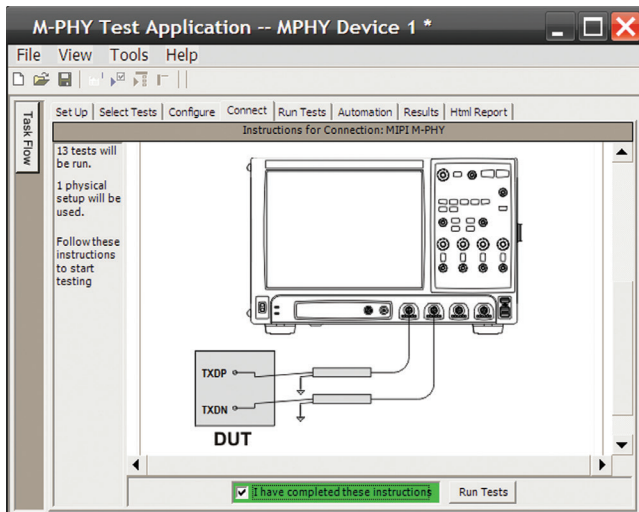 M-PHY Test Application -- MPHY Device 1 *
File View Tools Help
Task Flow
Set Up Select Tests Configure Connect Run Tests Automation Results Html Report
Instructions for Connection: MIPI M-PHY
13 tests will
be run.
1 physical
setup will be
used.
Follow these
instructions
to start
testing
TXDP
TXDN
DUT
I have completed these instructions
Run Tests